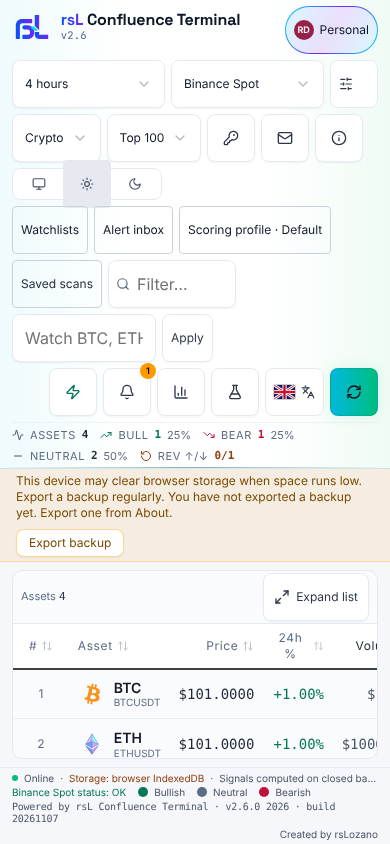 rsL Confluence Terminal
v2.6
RD Personal
4 hours
Binance Spot
Crypto
Top 100
Watchlists
Alert inbox
Scoring profile · Default
Saved scans
Filter...
Watch BTC, ETH
Apply
1
ASSETS 4 BULL 1 25% BEAR 1 25%
NEUTRAL 2 50% REV ↑/↓ 0/1
This device may clear browser storage when space runs low.
Export a backup regularly. You have not exported a backup
yet. Export one from About.
Export backup
Assets 4
Expand list
# Asset Price 24h % Volu
1 BTC $101.0000 +1.00% $
BTCUSDT
2 ETH $101.0000 +1.00% $100
ETHUSDT
Online · Storage: browser IndexedDB · Signals computed on closed ba...
Binance Spot status: OK Bullish Neutral Bearish
Powered by rsL Confluence Terminal · v2.6.0 2026 · build
20261107
Created by rsLozano